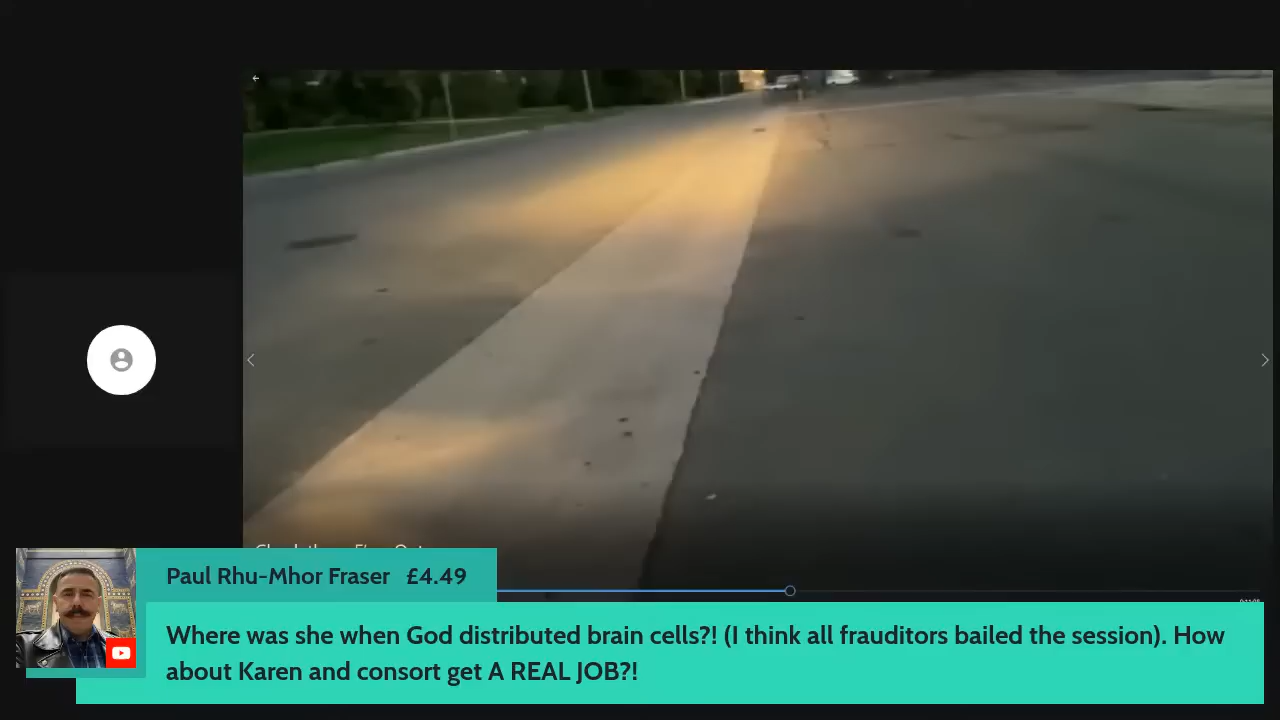 Paul Rhu-Mhor Fraser £4.49
Where was she when God distributed brain cells?! (I think all frauditors bailed the session). How
about Karen and consort get A REAL JOB?!